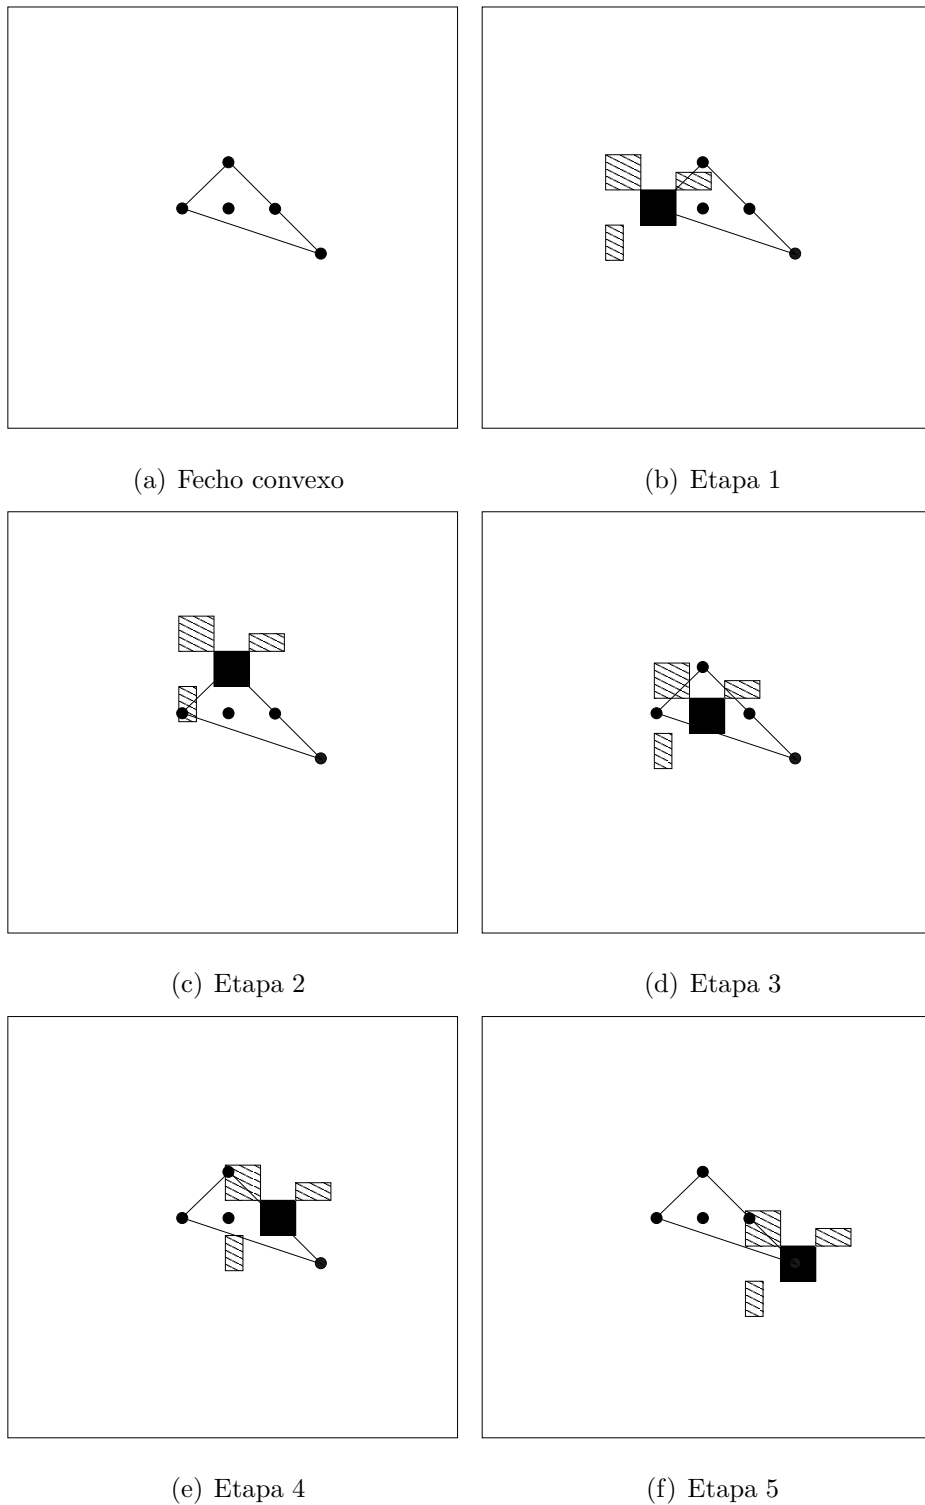 (a) Fecho convexo
(b) Etapa 1
(c) Etapa 2
(d) Etapa 3
(e) Etapa 4
(f) Etapa 5